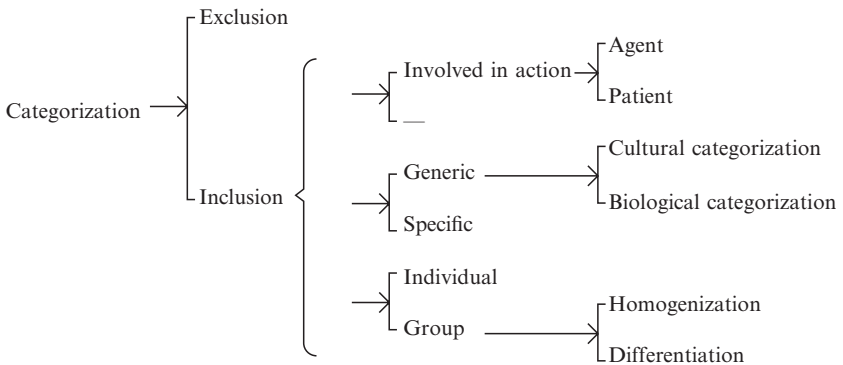 Categorization
Exclusion
Inclusion
Involved in action
—
Agent
Patient
Generic
Specific
Cultural categorization
Biological categorization
Individual
Group
Homogenization
Differentiation